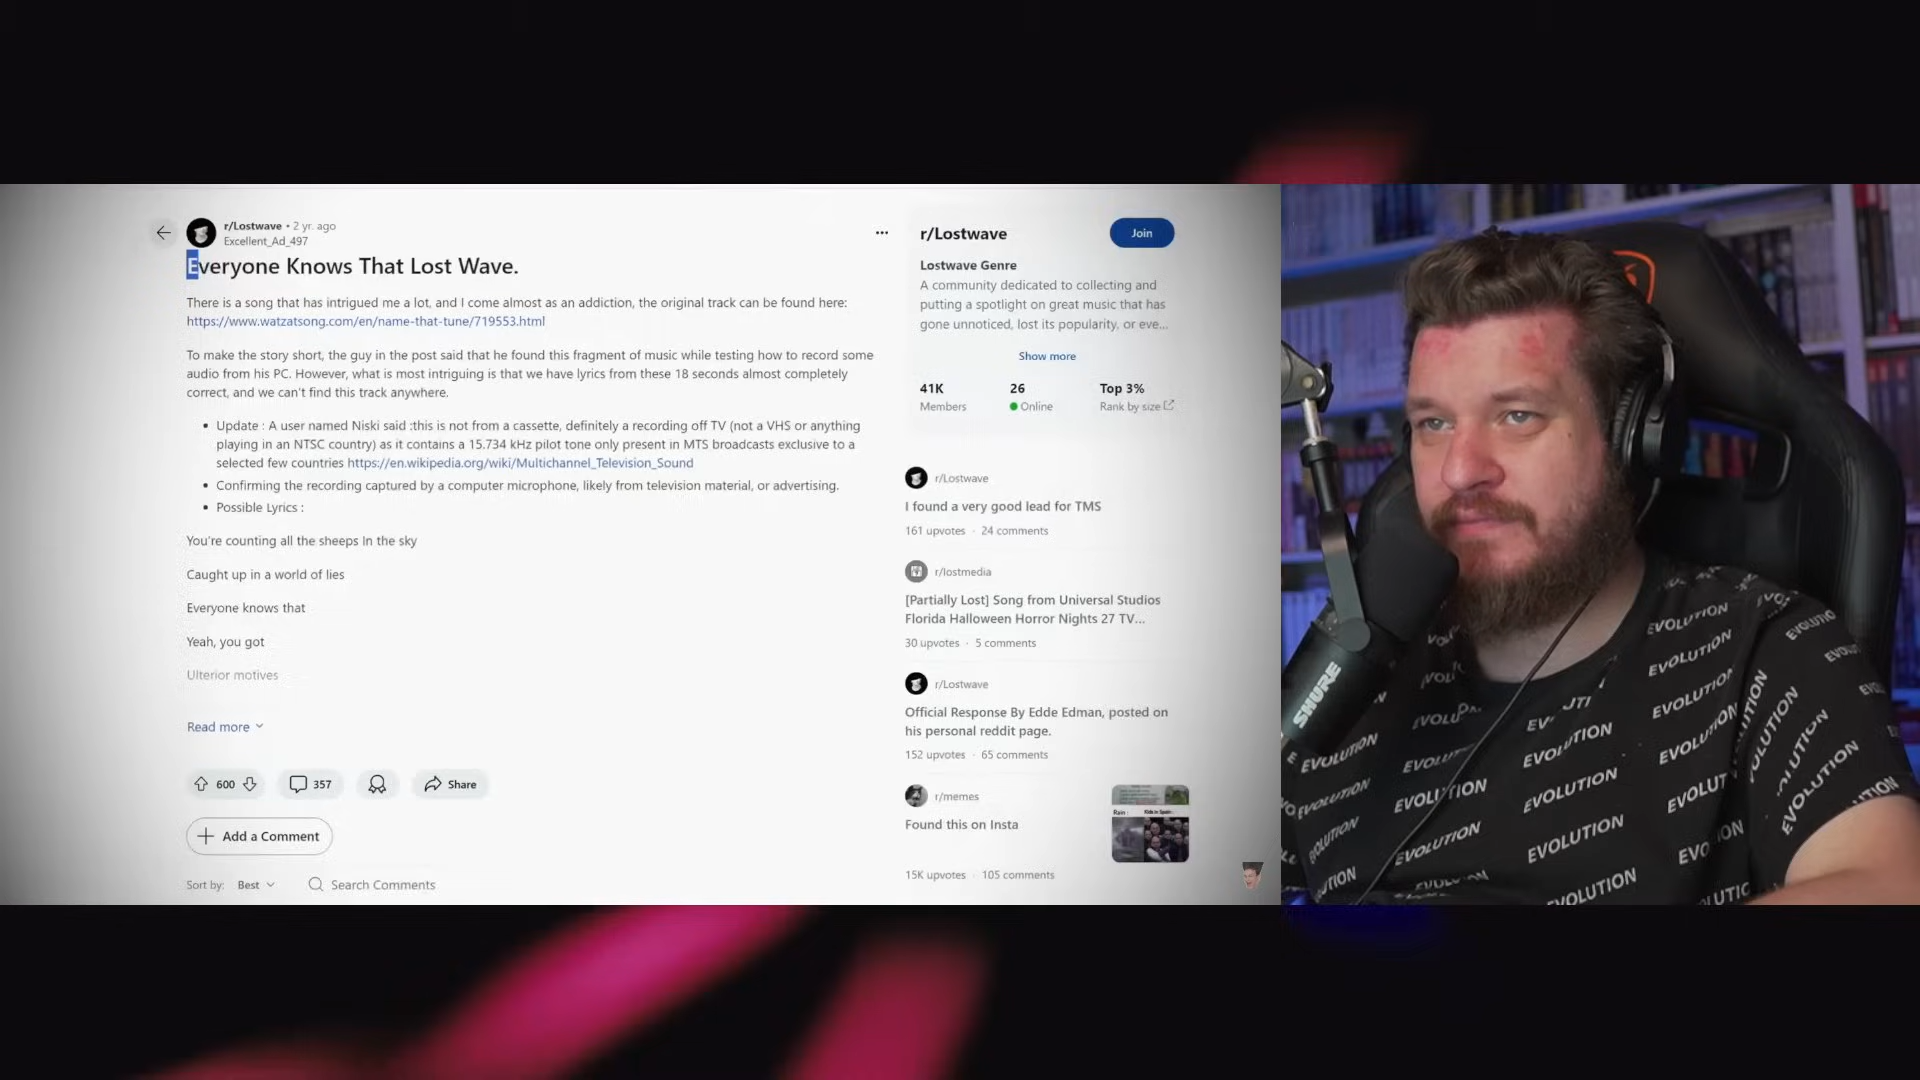 r/Lostwave • 2 yr. ago
Excellent_Ad_497
Everyone Knows That Lost Wave.
There is a song that has intrigued me a lot, and I come almost as an addiction, the original track can be found here:
https://www.watzatsong.com/en/name-that-tune/719553.html
To make the story short, the guy in the post said that he found this fragment of music while testing how to record some
audio from his PC. However, what is most intriguing is that we have lyrics from these 18 seconds almost completely
correct, and we can't find this track anywhere.
• Update : A user named Niski said :this is not from a cassette, definitely a recording off TV (not a VHS or anything
playing in an NTSC country) as it contains a 15.734 kHz pilot tone only present in MTS broadcasts exclusive to a
selected few countries https://en.wikipedia.org/wiki/Multichannel_Television_Sound
• Confirming the recording captured by a computer microphone, likely from television material, or advertising.
• Possible Lyrics :
You're counting all the sheeps In the sky
Caught up in a world of lies
Everyone knows that
Yeah, you got
Ulterior motives
Read more
600 357 Share
Add a Comment
Sort by: Best Search Comments
r/Lostwave Join
Lostwave Genre
A community dedicated to collecting and
putting a spotlight on great music that has
gone unnoticed, lost its popularity, or eve...
Show more
41K 26 Top 3%
Members Online Rank by size
r/Lostwave
I found a very good lead for TMS
161 upvotes · 24 comments
r/lostmedia
[Partially Lost] Song from Universal Studios
Florida Halloween Horror Nights 27 TV...
30 upvotes · 5 comments
r/Lostwave
Official Response By Edde Edman, posted on
his personal reddit page.
152 upvotes · 65 comments
r/memes
Found this on Insta
15K upvotes · 105 comments
SHURE
EVOLUTION
EVOLUTION
EVOLUTION
EVOLUTION
EVOLUTION
EVOLUTION
EVOLUTION
EVOLUTION
EVOLUTION
EVOLUTION